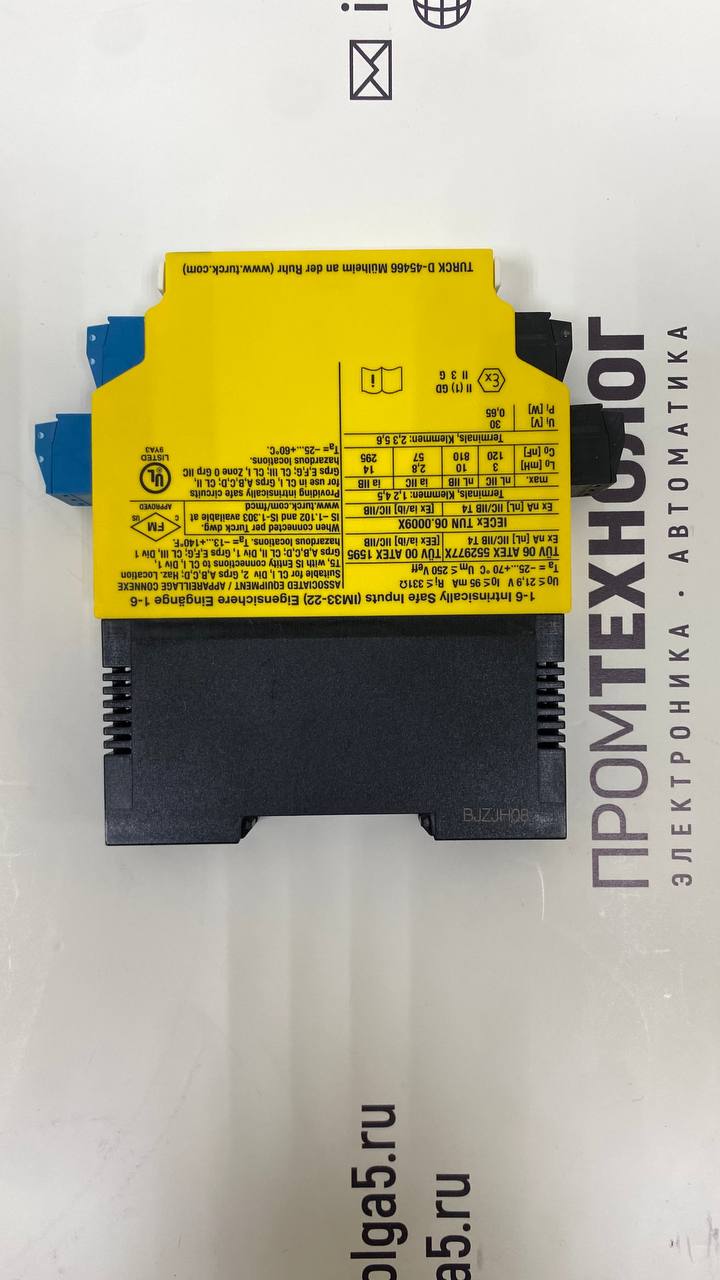 1-6 Intrinsically Safe Inputs (IM33-22) Eigensichere Eingänge 1-6
U₀ ≤ 21,9 V I₀ ≤ 95 mA Rᵢ ≤ 331Ω
Tₐ = –25...+70 °C Uₘ = 250 Veff
TÜV 06 ATEX 552977X TÜV 00 ATEX 1595
Ex nA [nL] IIC/IIB T4 [EEx ia/ib] IIC/IIB
IECEX TUN 06.0009X
Ex nA [nL] IIC/IIB T4 [Ex ia/ib] IIC/IIB
Terminals, Klemmen: 1,2,4,5
max. nL IIC nL IIB ia IIC ia IIB
L₀ [mH] 3 10 2,8 14
C₀ [nF] 120 810 57 295
Terminals, Klemmen: 2,3,5,6
Uᵢ [V] 30
Pᵢ [W] 0,65
Ex II (1) GD
II 3 G
i
ASSOCIATED EQUIPMENT / APPAREILLAGE CONNEXE
Suitable for CL I, Div 2, Grps A,B,C,D; Haz. Location
T5, with IS Entity connections to CL I, Div 1,
Grps A,B,C,D; CL II, Div 1, Grps E,F,G; CL III, Div 1
hazardous locations. Tₐ= –13...+140°F.
When connected per Turck dwg.
IS –1.102 and IS-1.303 available at
www.turck.com/fmcd
C FM US
APPROVED
Providing intrinsically safe circuits
for use in CL I, Grps A,B,C,D; CL II,
Grps E,F,G; CL III; CL I, Zone 0 Grp IIC
hazardous locations.
Tₐ= –25...+60°C.
UL
LISTED
9YA3
TURCK D-45466 Mülheim an der Ruhr (www.turck.com)
BJZJH08
ПРОМТЕХНОЛОГ
ЭЛЕКТРОНИКА · АВТОМАТИКА
olga5.ru
a5.ru